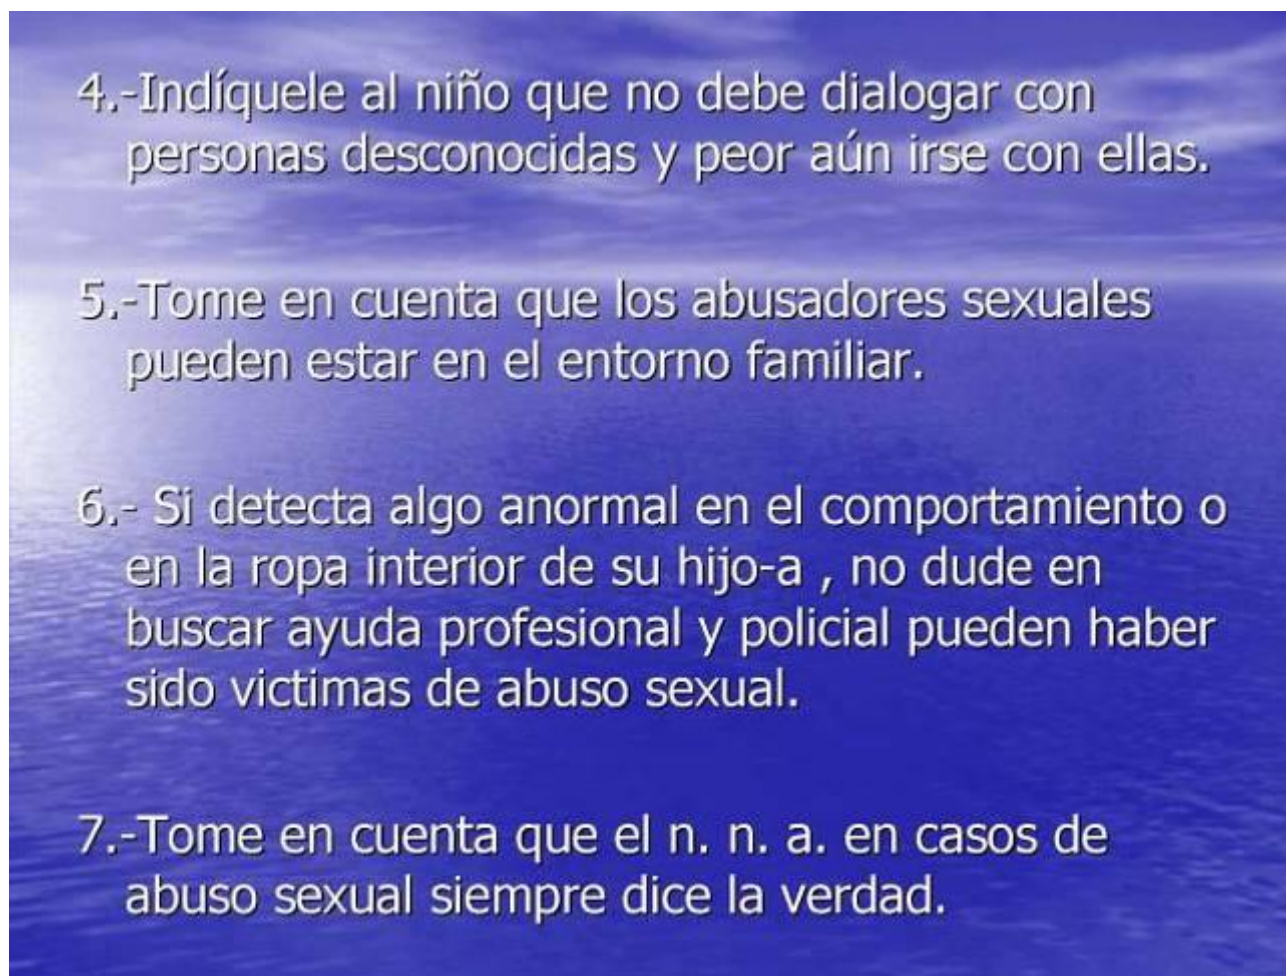 4.-Indíquele al niño que no debe dialogar con
personas desconocidas y peor aún irse con ellas.
5.-Tome en cuenta que los abusadores sexuales
pueden estar en el entorno familiar.
6.- Si detecta algo anormal en el comportamiento o
en la ropa interior de su hijo-a , no dude en
buscar ayuda profesional y policial pueden haber
sido victimas de abuso sexual.
7.-Tome en cuenta que el n. n. a. en casos de
abuso sexual siempre dice la verdad.